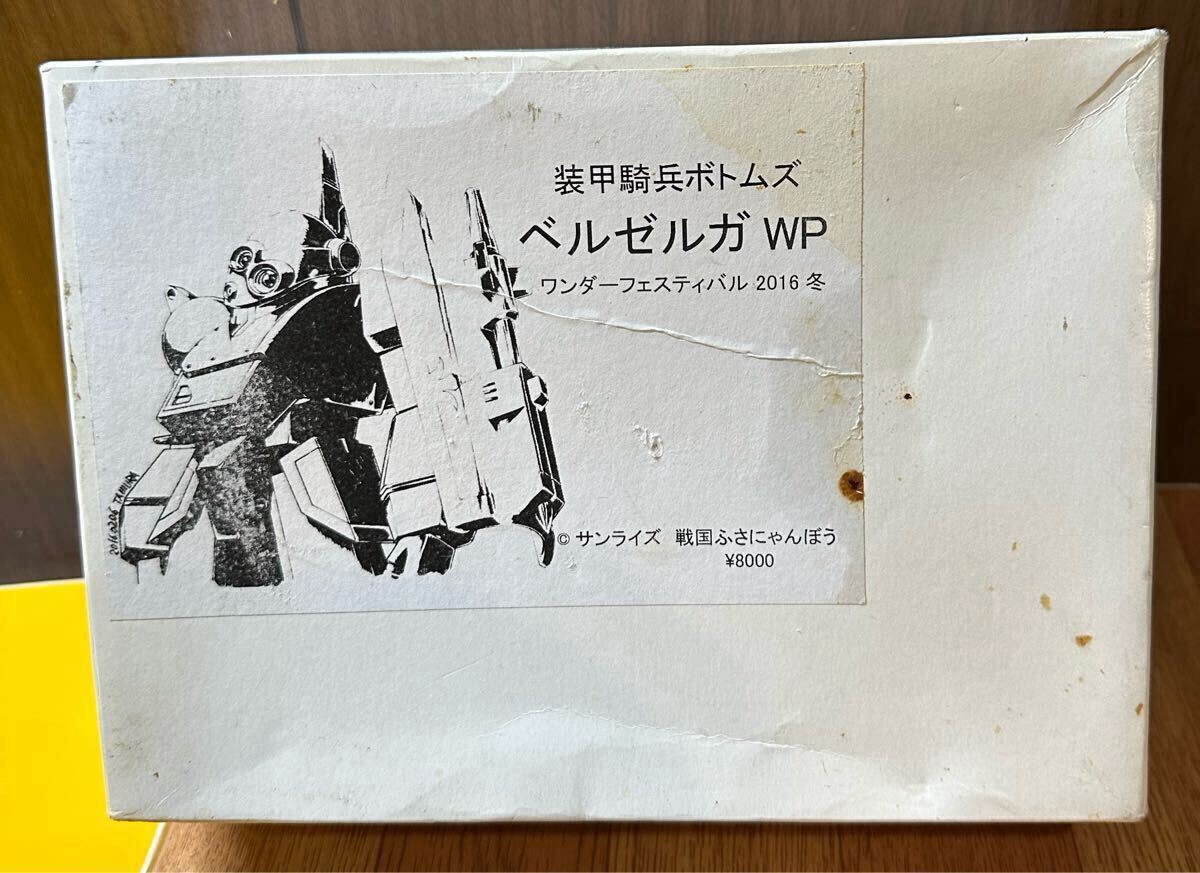 装甲騎兵ボトムズ
ベルゼルガ WP
ワンダーフェスティバル 2016 冬
20160206 TAMURA
© サンライズ 戦国ふさにゃんぼう
¥8000